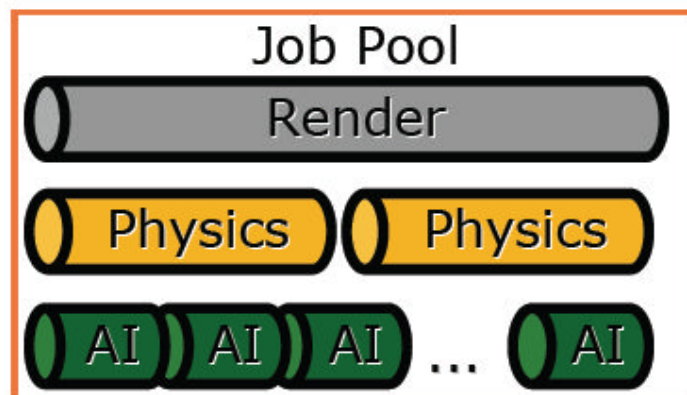 Job Pool
Render
Physics Physics
AI AI AI ... AI